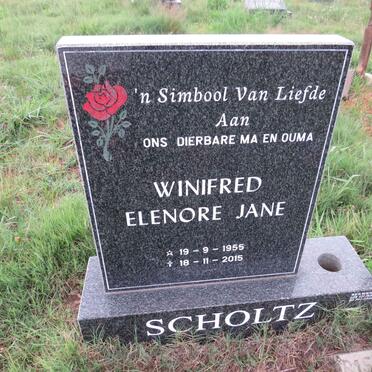 'n Simbool Van Liefde
Aan
ONS DIERBARE MA EN OUMA
WINIFRED
ELENORE JANE
☆ 19 - 9 - 1955
✝ 18 - 11 - 2015
SCHOLTZ